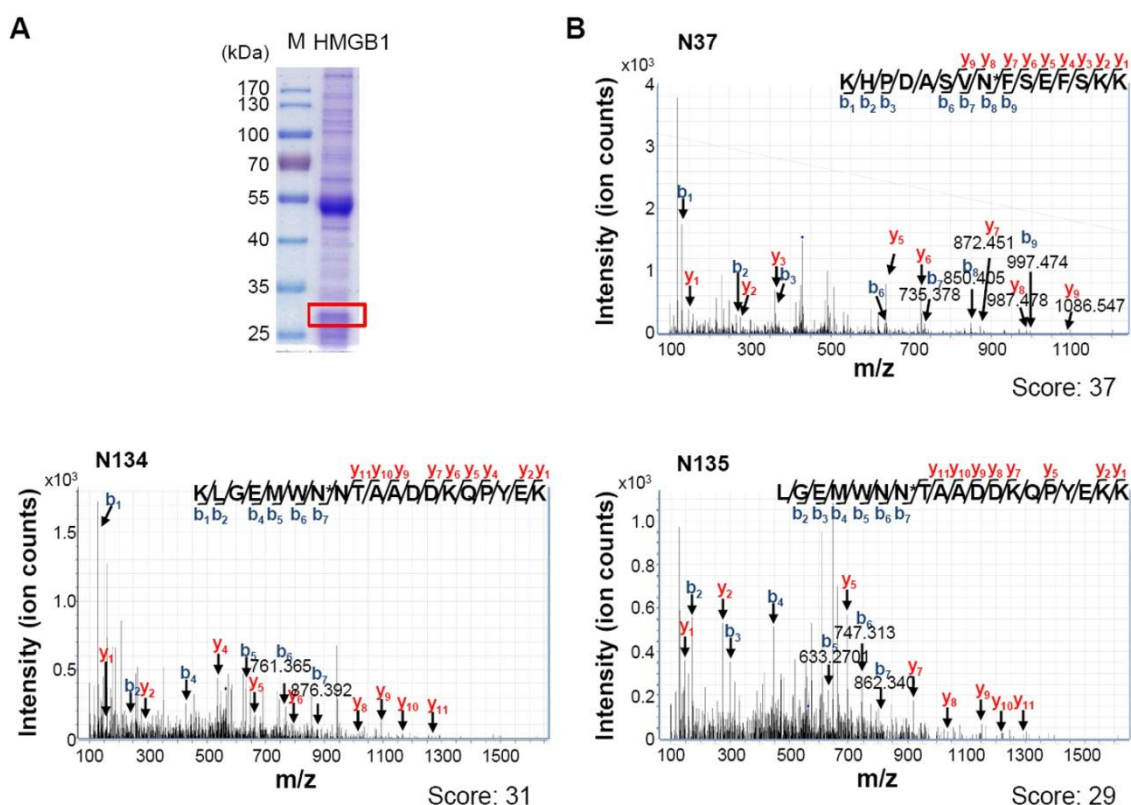 A
(kDa) M HMGB1
170
130
100
70
55
40
35
25
B
N37
×10³
y₉ y₈ y₇ y₆ y₅ y₄ y₃ y₂ y₁
K/H/P/D/A/S/V/N*/F/S/E/F/S/K/K
b₁ b₂ b₃ b₆ b₇ b₈ b₉
Intensity (ion counts)
4
3
2
1
0
b₁
y₁
b₂
y₂
y₃
b₃
b₆
y₅
y₆
b₇
735.378
b₈
850.405
y₇
872.451
b₉
997.474
y₈
987.478
y₉
1086.547
100 300 500 700 900 1100
m/z
Score: 37
N134
×10³
y₁₁ y₁₀ y₉ y₇ y₆ y₅ y₄ y₂ y₁
K/L/G/E/M/W/N*/N/T/A/A/D/D/K/Q/P/Y/E/K
b₁ b₂ b₄ b₅ b₆ b₇
Intensity (ion counts)
1.5
1.0
0.5
0
b₁
y₁
b₂
y₂
b₄
y₄
b₅
y₅
b₆
761.365
y₆
b₇
876.392
y₈
y₉
y₁₀
y₁₁
100 300 500 700 900 1100 1300 1500
m/z
Score: 31
N135
×10³
y₁₁ y₁₀ y₉ y₈ y₇ y₅ y₂ y₁
L/G/E/M/W/N/N*/T/A/A/D/D/K/Q/P/Y/E/K/K
b₂ b₃ b₄ b₅ b₆ b₇
Intensity (ion counts)
1.0
0.8
0.6
0.4
0.2
0
y₁
b₂
y₂
b₃
b₄
b₅
633.2701
y₅
b₆
747.313
b₇
862.340
y₇
y₈
y₉
y₁₀
y₁₁
100 300 500 700 900 1100 1300 1500
m/z
Score: 29